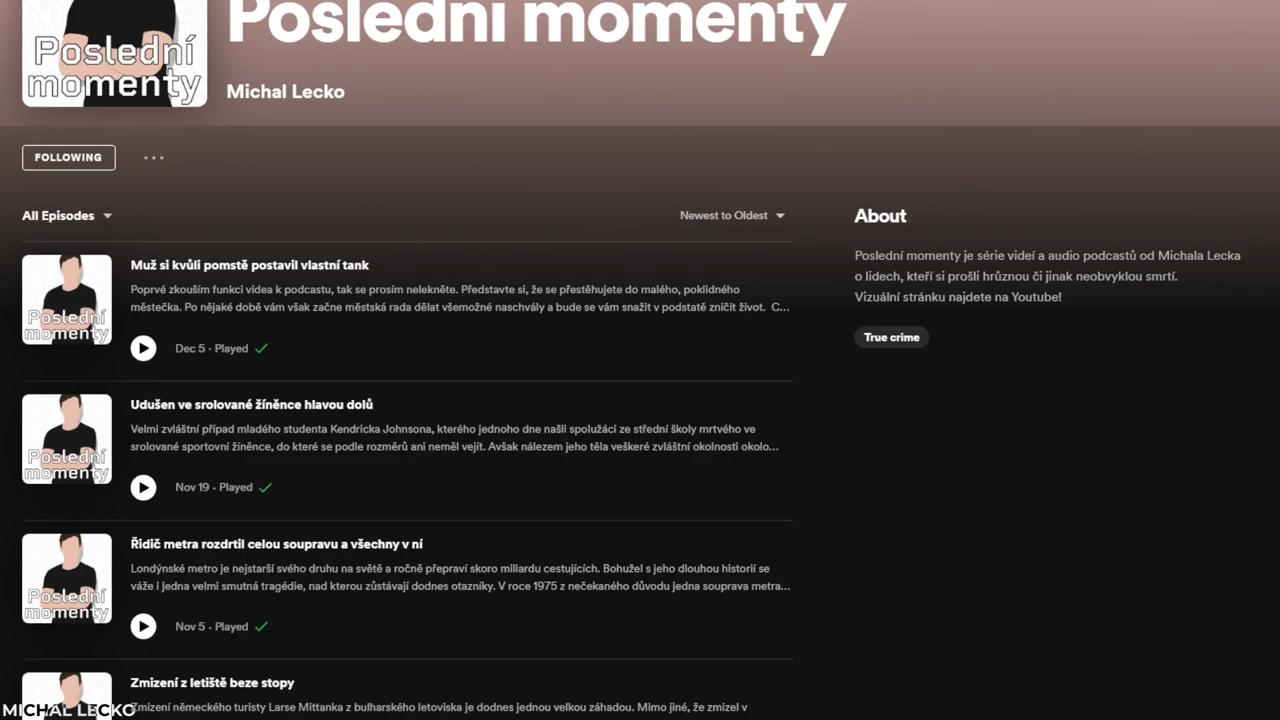 Poslední momenty
Poslední
momenty
Michal Lecko
FOLLOWING
All Episodes
Newest to Oldest
Poslední
momenty
Muž si kvůli pomstě postavil vlastní tank
Poprvé zkouším funkci videa k podcastu, tak se prosím nelekněte. Představte si, že se přestěhujete do malého, poklidného
městečka. Po nějaké době vám však začne městská rada dělat všemožné naschvály a bude se vám snažit v podstatě zničit život. C...
Dec 5 · Played
Poslední
momenty
Udušen ve srolované žíněnce hlavou dolů
Velmi zvláštní případ mladého studenta Kendricka Johnsona, kterého jednoho dne našli spolužáci ze střední školy mrtvého ve
srolované sportovní žíněnce, do které se podle rozměrů ani neměl vejít. Avšak nálezem jeho těla veškeré zvláštní okolnosti okolo...
Nov 19 · Played
Poslední
momenty
Řidič metra rozdrtil celou soupravu a všechny v ní
Londýnské metro je nejstarší svého druhu na světě a ročně přepraví skoro miliardu cestujících. Bohužel s jeho dlouhou historií se
váže i jedna velmi smutná tragédie, nad kterou zůstávají dodnes otazníky. V roce 1975 z nečekaného důvodu jedna souprava metra...
Nov 5 · Played
Zmizení z letiště beze stopy
Zmizení německého turisty Larse Mittanka z bulharského letoviska je dodnes jednou velkou záhadou. Mimo jiné, že zmizel v
MICHAL LECKO
About
Poslední momenty je série videí a audio podcastů od Michala Lecka
o lidech, kteří si prošli hrůznou či jinak neobvyklou smrtí.
Vizuální stránku najdete na Youtube!
True crime